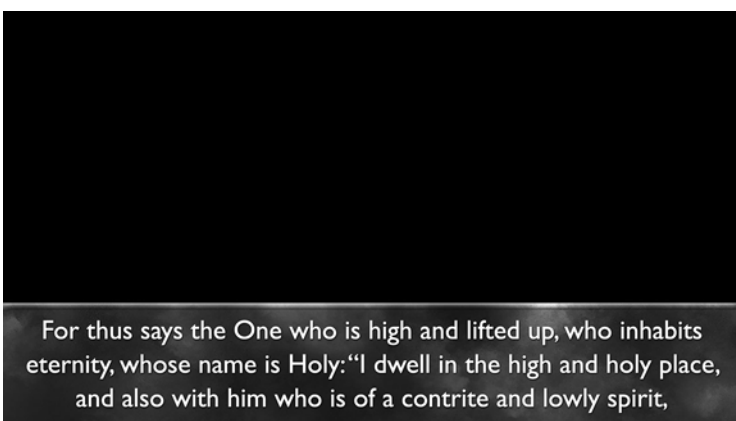 For thus says the One who is high and lifted up, who inhabits
eternity, whose name is Holy: “I dwell in the high and holy place,
and also with him who is of a contrite and lowly spirit,